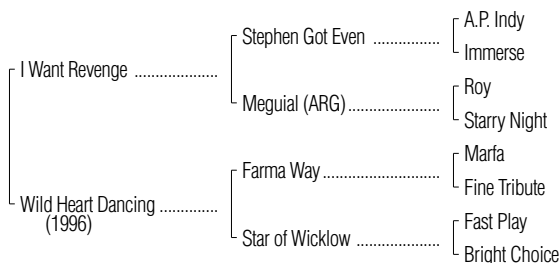 A.P. Indy
Stephen Got Even ................
Immerse
I Want Revenge ....................
Roy
Meguial (ARG) ......................
Starry Night
Marfa
Farma Way ............................
Fine Tribute
Wild Heart Dancing ..............
(1996)
Fast Play
Star of Wicklow ....................
Bright Choice